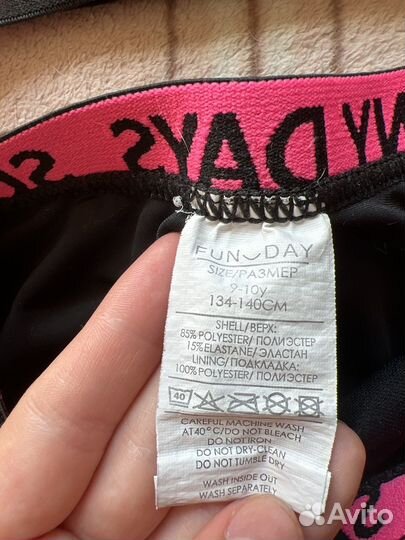 WY DAYS
FUN DAY
SIZE/РАЗМЕР
9-10y
134-140CM
SHELL/ВЕРХ:
85% POLYESTER/ ПОЛИЭСТЕР
15% ELASTANE/ ЭЛАСТАН
LINING/ПОДКЛАДКА:
100% POLYESTER/ ПОЛИЭСТЕР
40
CAREFUL MACHINE WASH
AT 40°C/DO NOT BLEACH
DO NOT IRON
DO NOT DRY-CLEAN
DO NOT TUMBLE DRY
WASH INSIDE OUT
WASH SEPARATELY
Avito